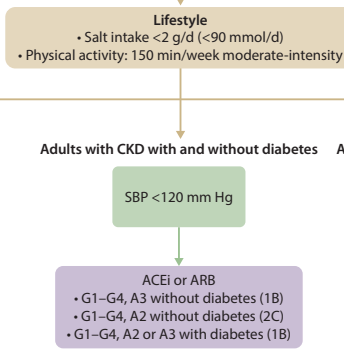 Lifestyle
• Salt intake <2 g/d (<90 mmol/d)
• Physical activity: 150 min/week moderate-intensity
Adults with CKD with and without diabetes A
SBP <120 mm Hg
ACEi or ARB
• G1–G4, A3 without diabetes (1B)
• G1–G4, A2 without diabetes (2C)
• G1–G4, A2 or A3 with diabetes (1B)